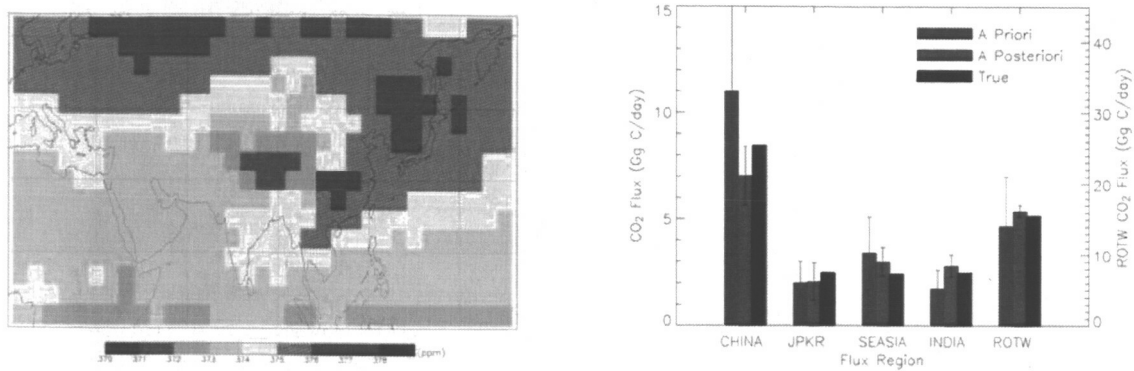 370 371 372 373 374 375 376 377 378 ppm)
15
10
5
0
CO₂ Flux (Gg C/day)
A Priori
A Posteriori
True
40
30
20
10
0
ROTW CO₂ Flux (Gg C/day)
CHINA JPKR SEASIA INDIA ROTW
Flux Region